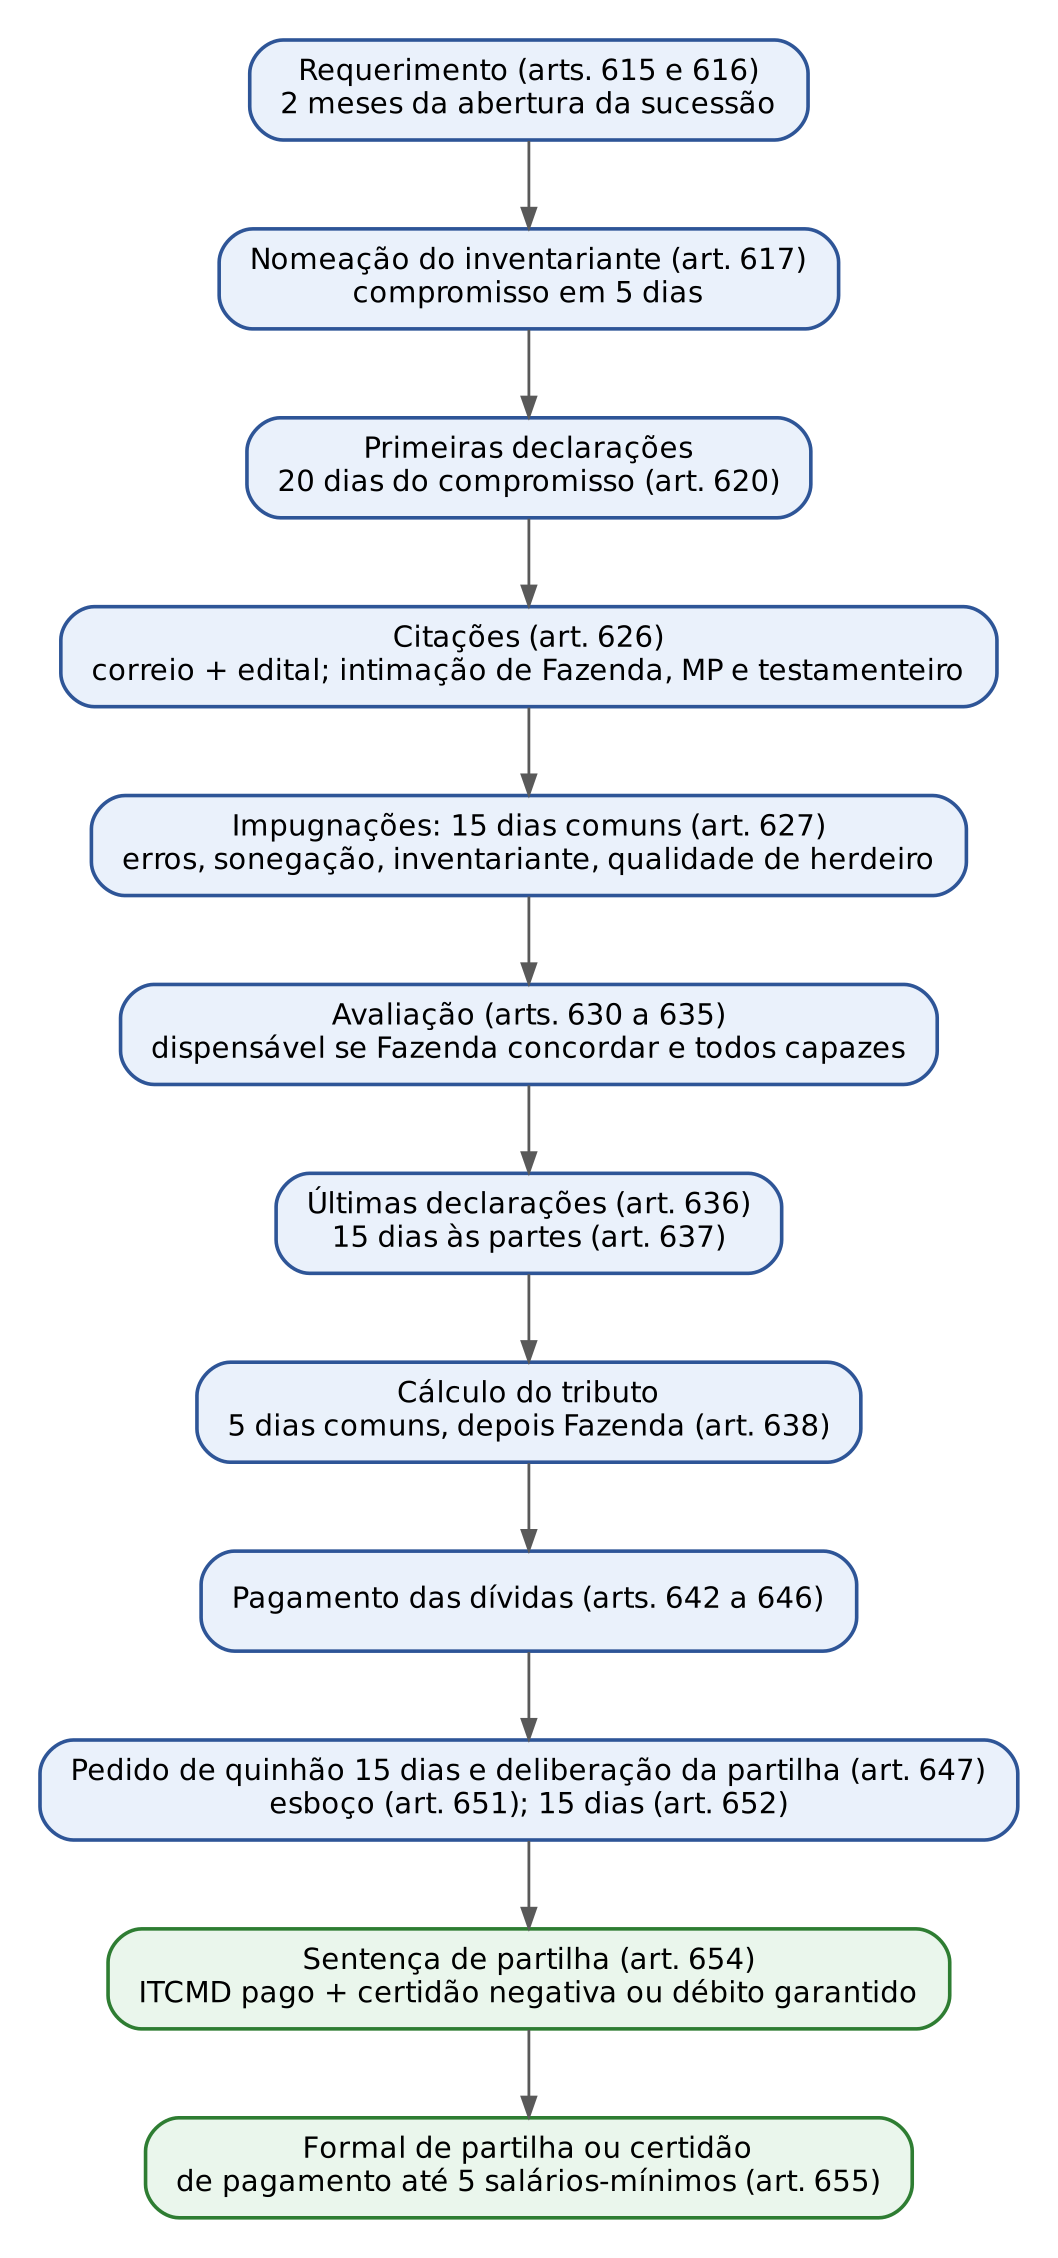 Requerimento (arts. 615 e 616)
2 meses da abertura da sucessão
Nomeação do inventariante (art. 617)
compromisso em 5 dias
Primeiras declarações
20 dias do compromisso (art. 620)
Citações (art. 626)
correio + edital; intimação de Fazenda, MP e testamenteiro
Impugnações: 15 dias comuns (art. 627)
erros, sonegação, inventariante, qualidade de herdeiro
Avaliação (arts. 630 a 635)
dispensável se Fazenda concordar e todos capazes
Últimas declarações (art. 636)
15 dias às partes (art. 637)
Cálculo do tributo
5 dias comuns, depois Fazenda (art. 638)
Pagamento das dívidas (arts. 642 a 646)
Pedido de quinhão 15 dias e deliberação da partilha (art. 647)
esboço (art. 651); 15 dias (art. 652)
Sentença de partilha (art. 654)
ITCMD pago + certidão negativa ou débito garantido
Formal de partilha ou certidão
de pagamento até 5 salários-mínimos (art. 655)